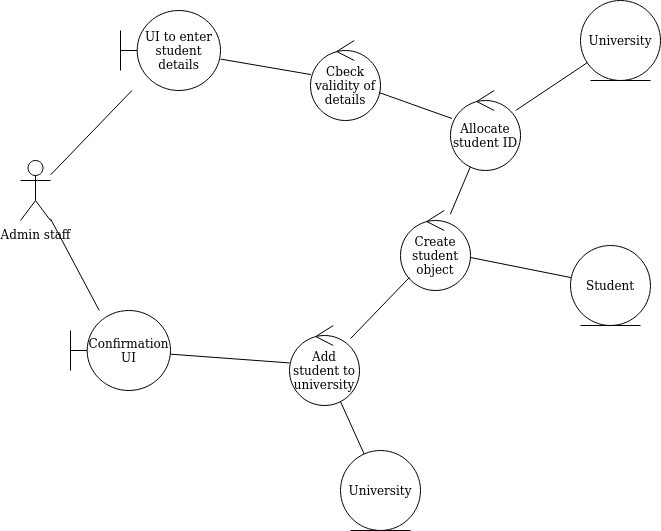 UI to enter
student
details
Cbeck
validity of
details
University
Allocate
student ID
Admin staff
Create
student
object
Student
Confirmation
UI
Add
student to
university
University